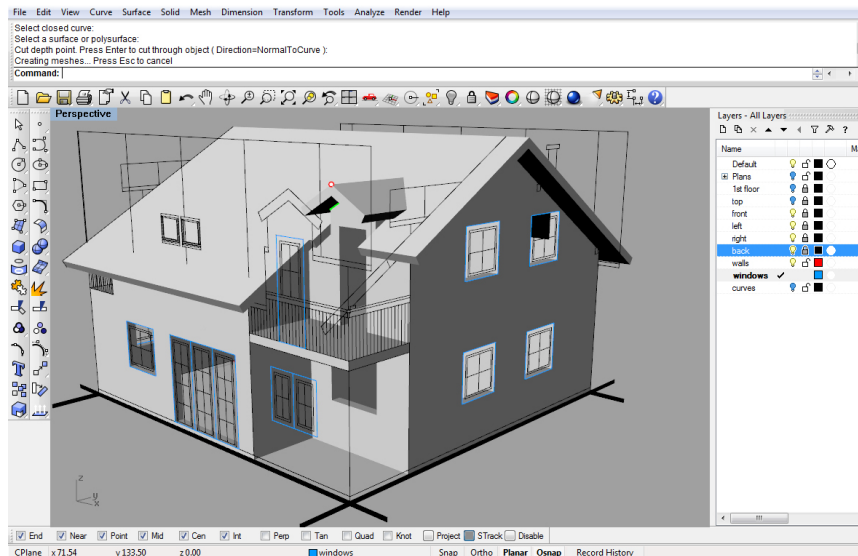 File Edit View Curve Surface Solid Mesh Dimension Transform Tools Analyze Render Help
Select closed curve:
Select a surface or polysurface:
Cut depth point. Press Enter to cut through object ( Direction=NormalToCurve ):
Creating meshes... Press Esc to cancel
Command:
Perspective
Layers - All Layers
Name
M
Default
Plans
1st floor
top
front
left
right
back
walls
windows
curves
z
y
x
End Near Point Mid Cen Int Perp Tan Quad Knot Project STrack Disable
CPlane x 71.54 y 133.50 z 0.00 windows Snap Ortho Planar Osnap Record History